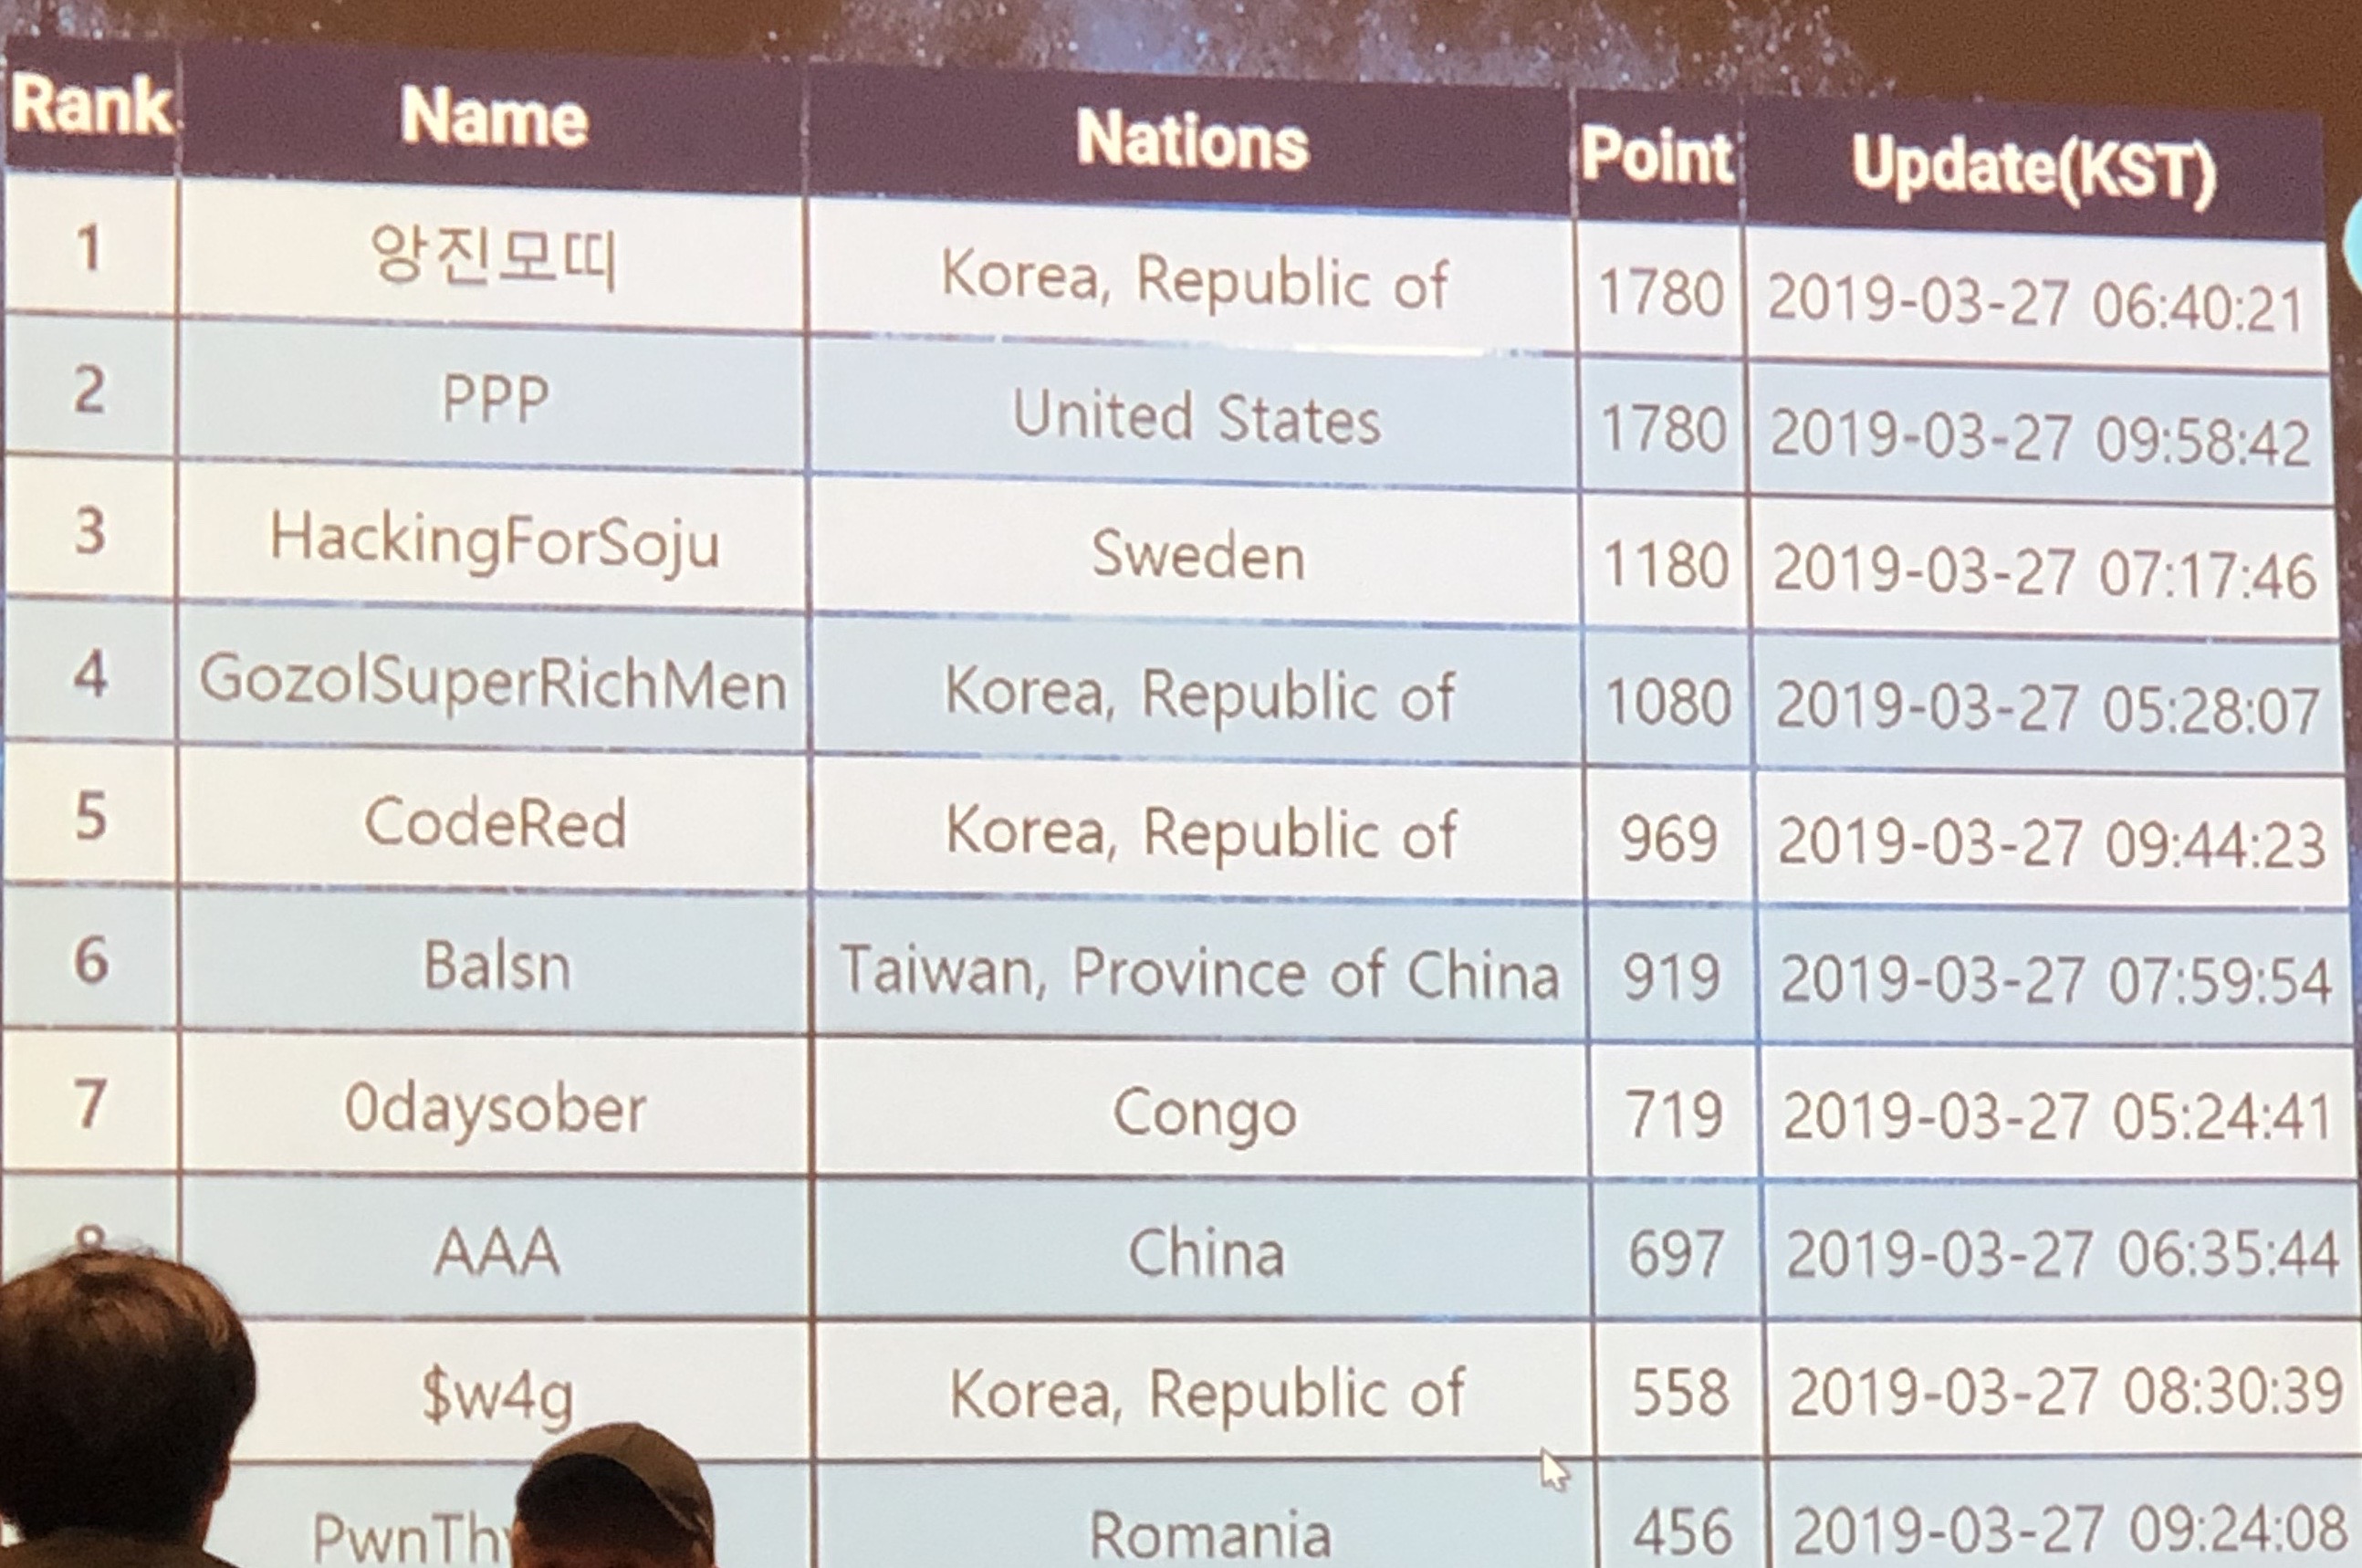 Rank Name Nations Point Update(KST)
1 앙진모띠 Korea, Republic of 1780 2019-03-27 06:40:21
2 PPP United States 1780 2019-03-27 09:58:42
3 HackingForSoju Sweden 1180 2019-03-27 07:17:46
4 GozolSuperRichMen Korea, Republic of 1080 2019-03-27 05:28:07
5 CodeRed Korea, Republic of 969 2019-03-27 09:44:23
6 Balsn Taiwan, Province of China 919 2019-03-27 07:59:54
7 0daysober Congo 719 2019-03-27 05:24:41
8 AAA China 697 2019-03-27 06:35:44
$w4g Korea, Republic of 558 2019-03-27 08:30:39
Romania 456 2019-03-27 09:24:08